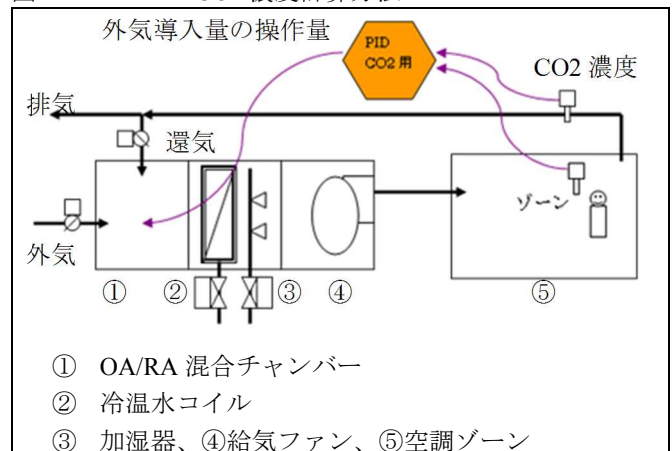 外気導入量の操作量
PID
CO2 用
CO2 濃度
排気
還気
ゾーン
外気
① ② ③ ④ ⑤
① OA/RA 混合チャンバー
② 冷温水コイル
③ 加湿器、④給気ファン、⑤空調ゾーン